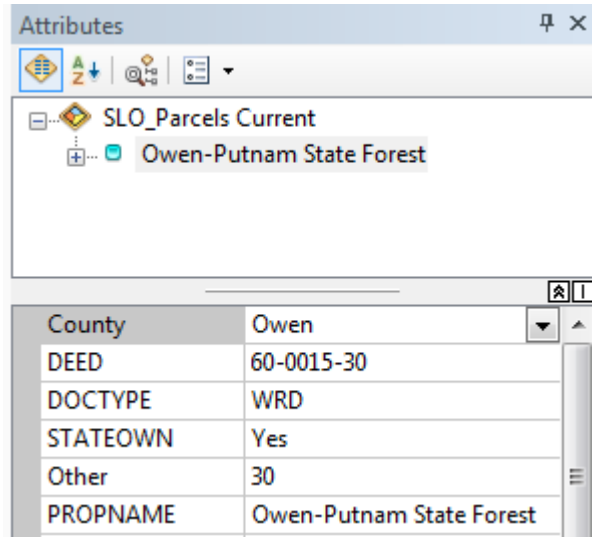 Attributes
SLO_Parcels Current
Owen-Putnam State Forest
County Owen
DEED 60-0015-30
DOCTYPE WRD
STATEOWN Yes
Other 30
PROPNAME Owen-Putnam State Forest